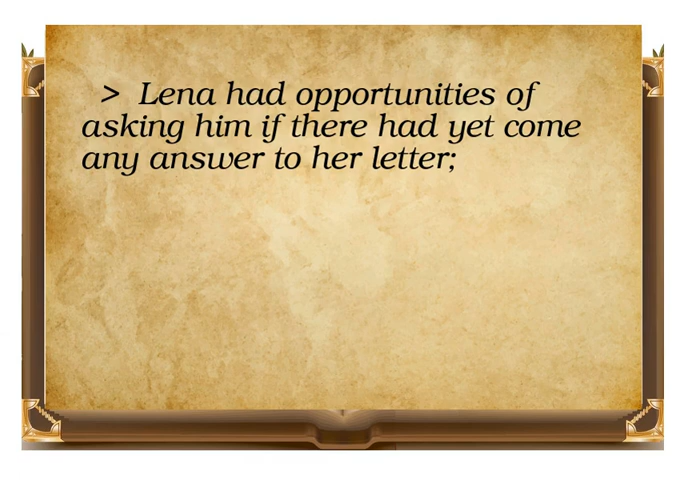 > Lena had opportunities of
asking him if there had yet come
any answer to her letter;